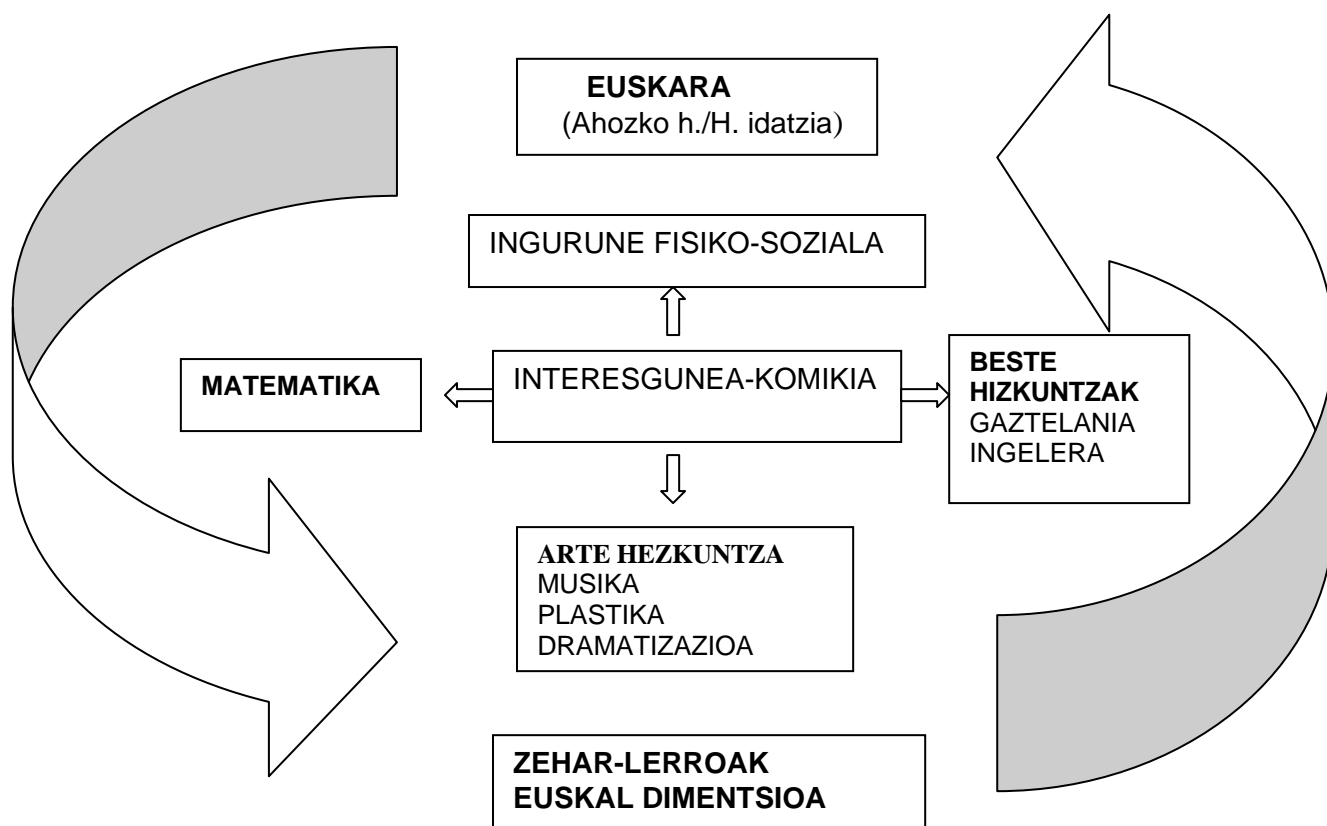 EUSKARA
(Ahozko h./H. idatzia)
INGURUNE FISIKO-SOZIALA
MATEMATIKA
INTERESGUNEA-KOMIKIA
BESTE
HIZKUNTZAK
GAZTELANIA
INGELERA
ARTE HEZKUNTZA
MUSIKA
PLASTIKA
DRAMATIZAZIOA
ZEHAR-LERROAK
EUSKAL DIMENTSIOA